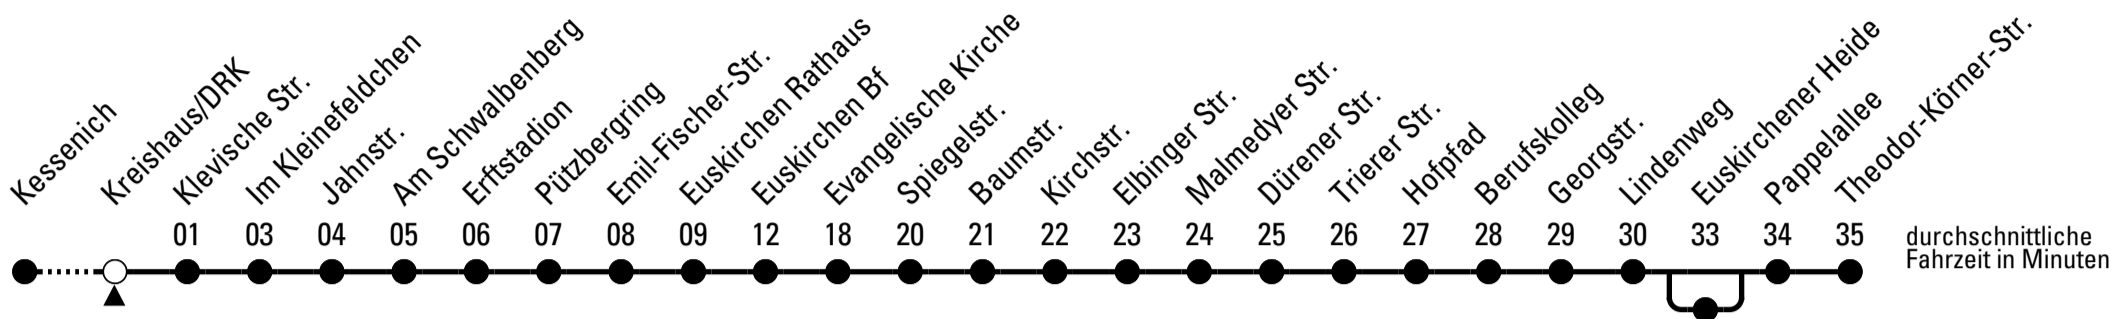 Kessenich
Kreishaus/DRK
Klevische Str.
Im Kleinefeldchen
Jahnstr.
Am Schwalbenberg
Erftstadion
Pützbergring
Emil-Fischer-Str.
Euskirchen Rathaus
Euskirchen Bf
Evangelische Kirche
Spiegelstr.
Baumstr.
Kirchstr.
Elbinger Str.
Malmedyer Str.
Dürener Str.
Trierer Str.
Hofpfad
Berufskolleg
Georgstr.
Lindenweg
Euskirchener Heide
Pappelallee
Theodor-Körner-Str.
01 03 04 05 06 07 08 09 12 18 20 21 22 23 24 25 26 27 28 29 30 33 34 35
durchschnittliche
Fahrzeit in Minuten